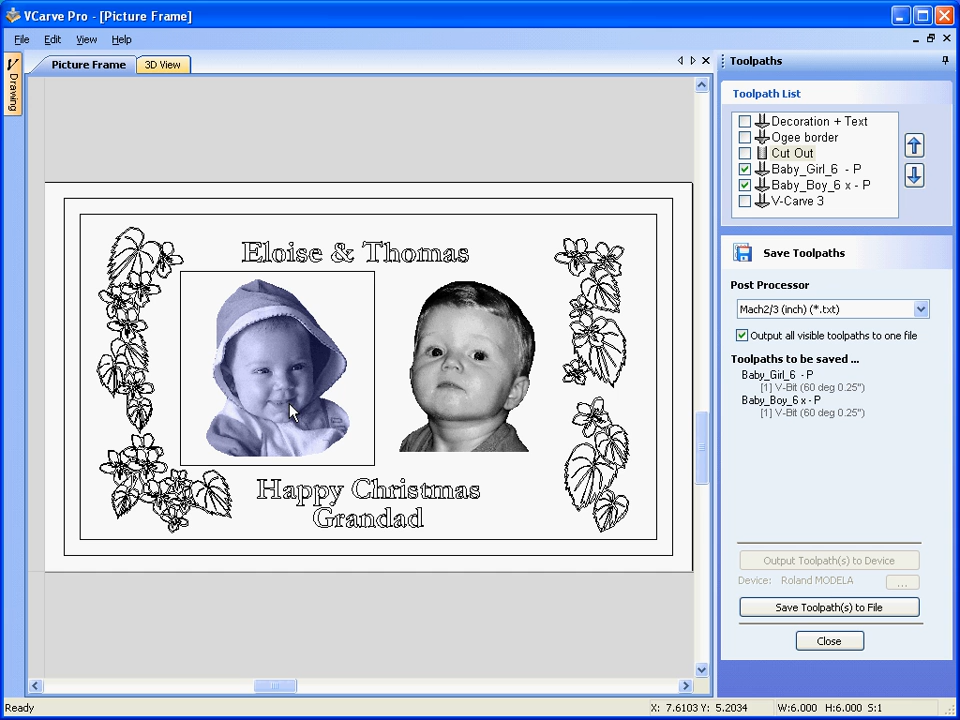 VCarve Pro - [Picture Frame]
File Edit View Help
Picture Frame 3D View
V Drawing
Toolpaths
Toolpath List
Decoration + Text
Ogee border
Cut Out
Baby_Girl_6 - P
Baby_Boy_6 x - P
V-Carve 3
Save Toolpaths
Post Processor
Mach2/3 (inch) (*.txt)
Output all visible toolpaths to one file
Toolpaths to be saved ...
Baby_Girl_6 - P
[1] V-Bit (60 deg 0.25")
Baby_Boy_6 x - P
[1] V-Bit (60 deg 0.25")
Output Toolpath(s) to Device
Device: Roland MODELA ...
Save Toolpath(s) to File
Close
Eloise & Thomas
Happy Christmas
Grandad
Ready X: 7.6103 Y: 5.2034 W:6.000 H:6.000 S:1